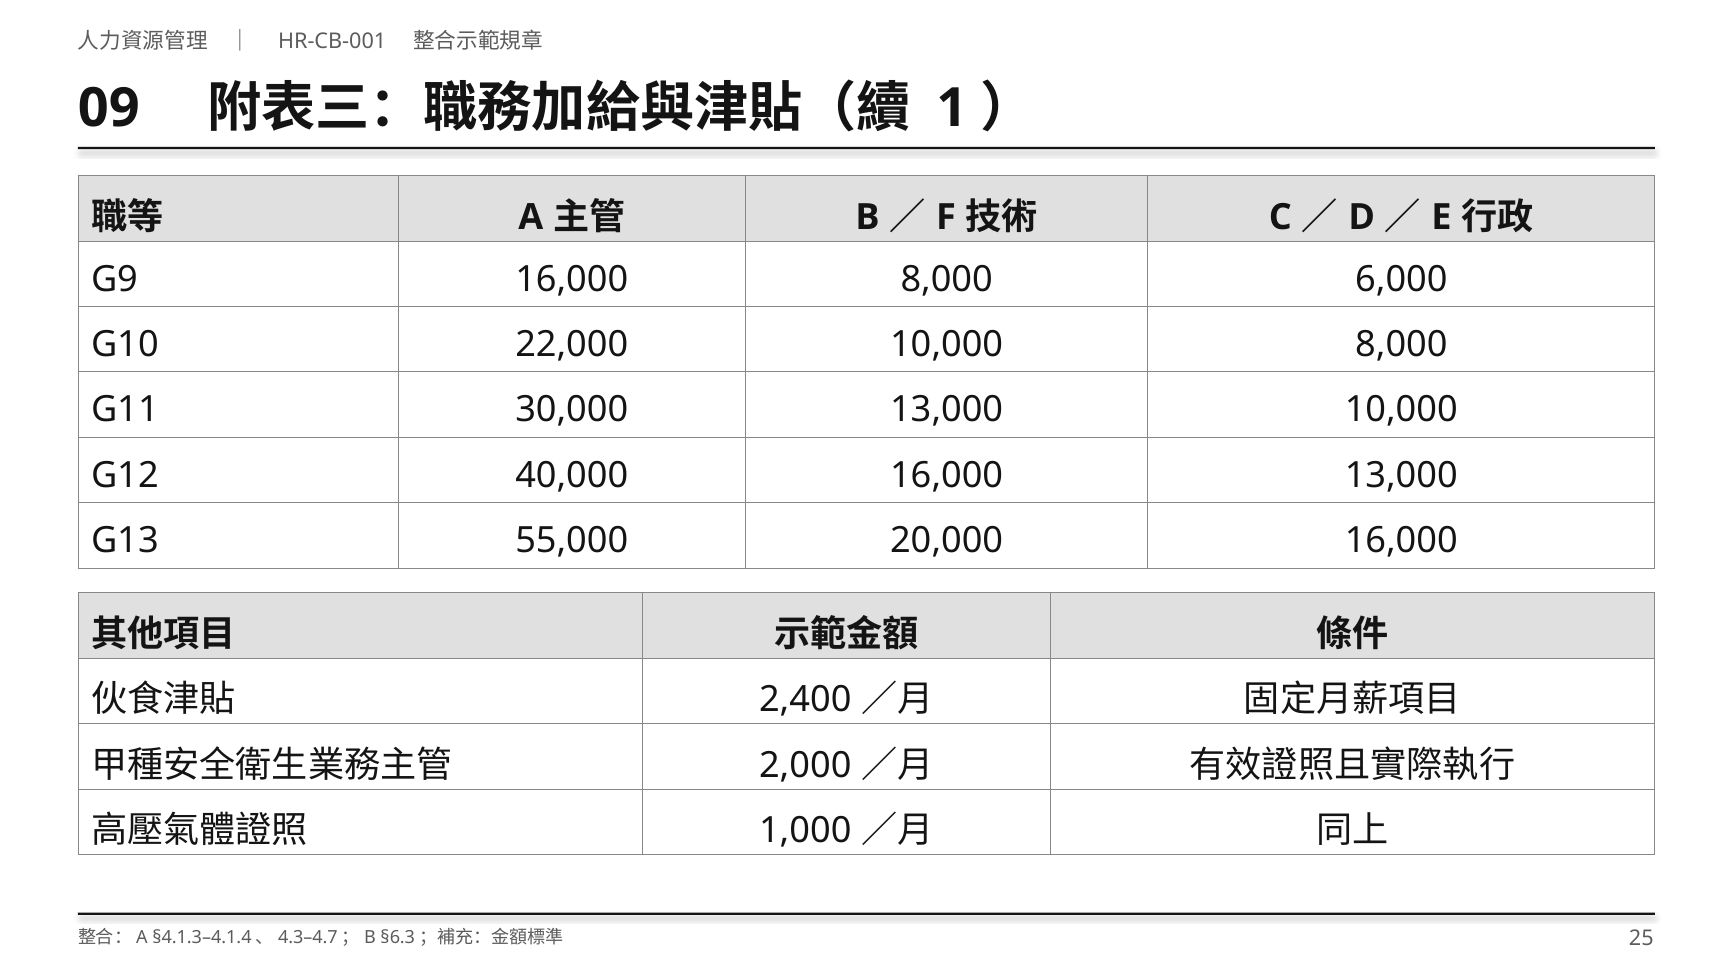 人力資源管理 ｜ HR-CB-001 整合示範規章
09 附表三：職務加給與津貼（續 1）
職等 A 主管 B ／ F 技術 C ／ D ／ E 行政
G9 16,000 8,000 6,000
G10 22,000 10,000 8,000
G11 30,000 13,000 10,000
G12 40,000 16,000 13,000
G13 55,000 20,000 16,000
其他項目 示範金額 條件
伙食津貼 2,400 ／月 固定月薪項目
甲種安全衛生業務主管 2,000 ／月 有效證照且實際執行
高壓氣體證照 1,000 ／月 同上
整合：A §4.1.3–4.1.4、4.3–4.7；B §6.3；補充：金額標準 25